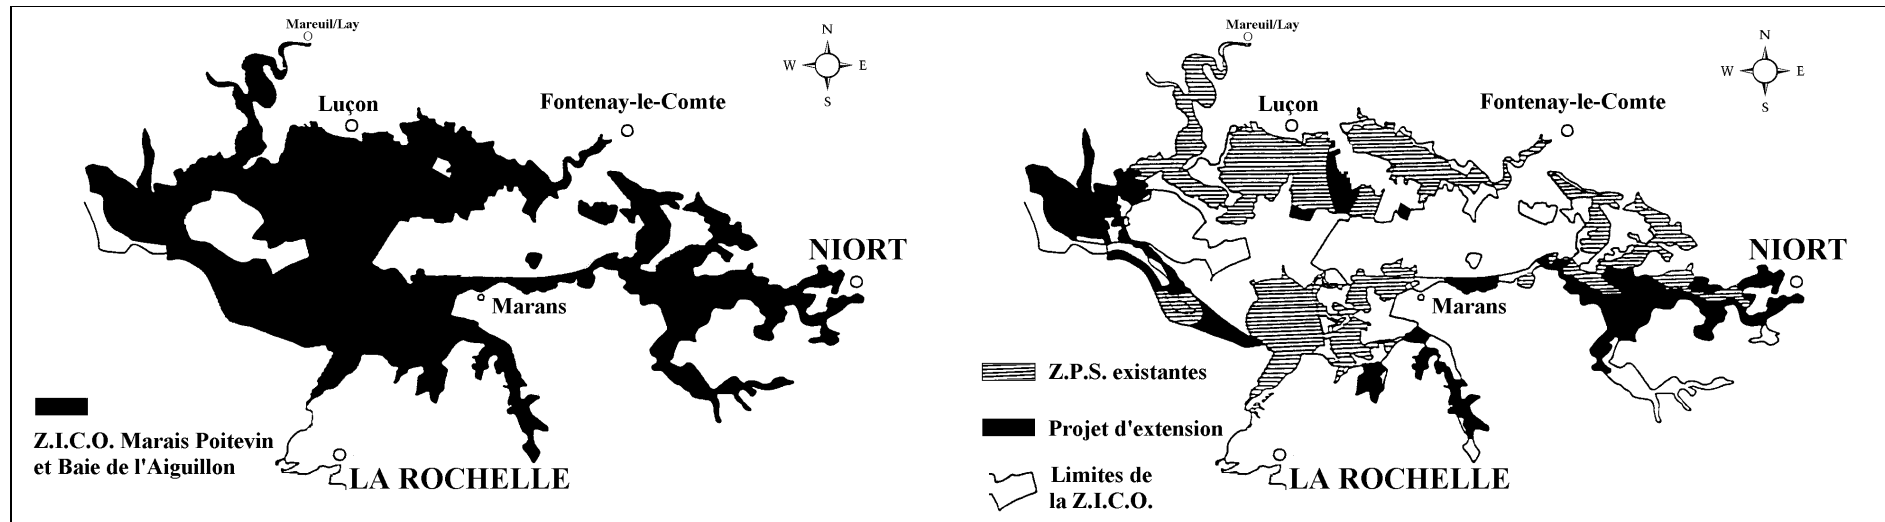 Mareuil/Lay
N
W E
S
Luçon
Fontenay-le-Comte
NIORT
Marans
Z.I.C.O. Marais Poitevin
et Baie de l'Aiguillon
LA ROCHELLE
Mareuil/Lay
N
W E
S
Luçon
Fontenay-le-Comte
NIORT
Marans
Z.P.S. existantes
Projet d'extension
Limites de
la Z.I.C.O.
LA ROCHELLE